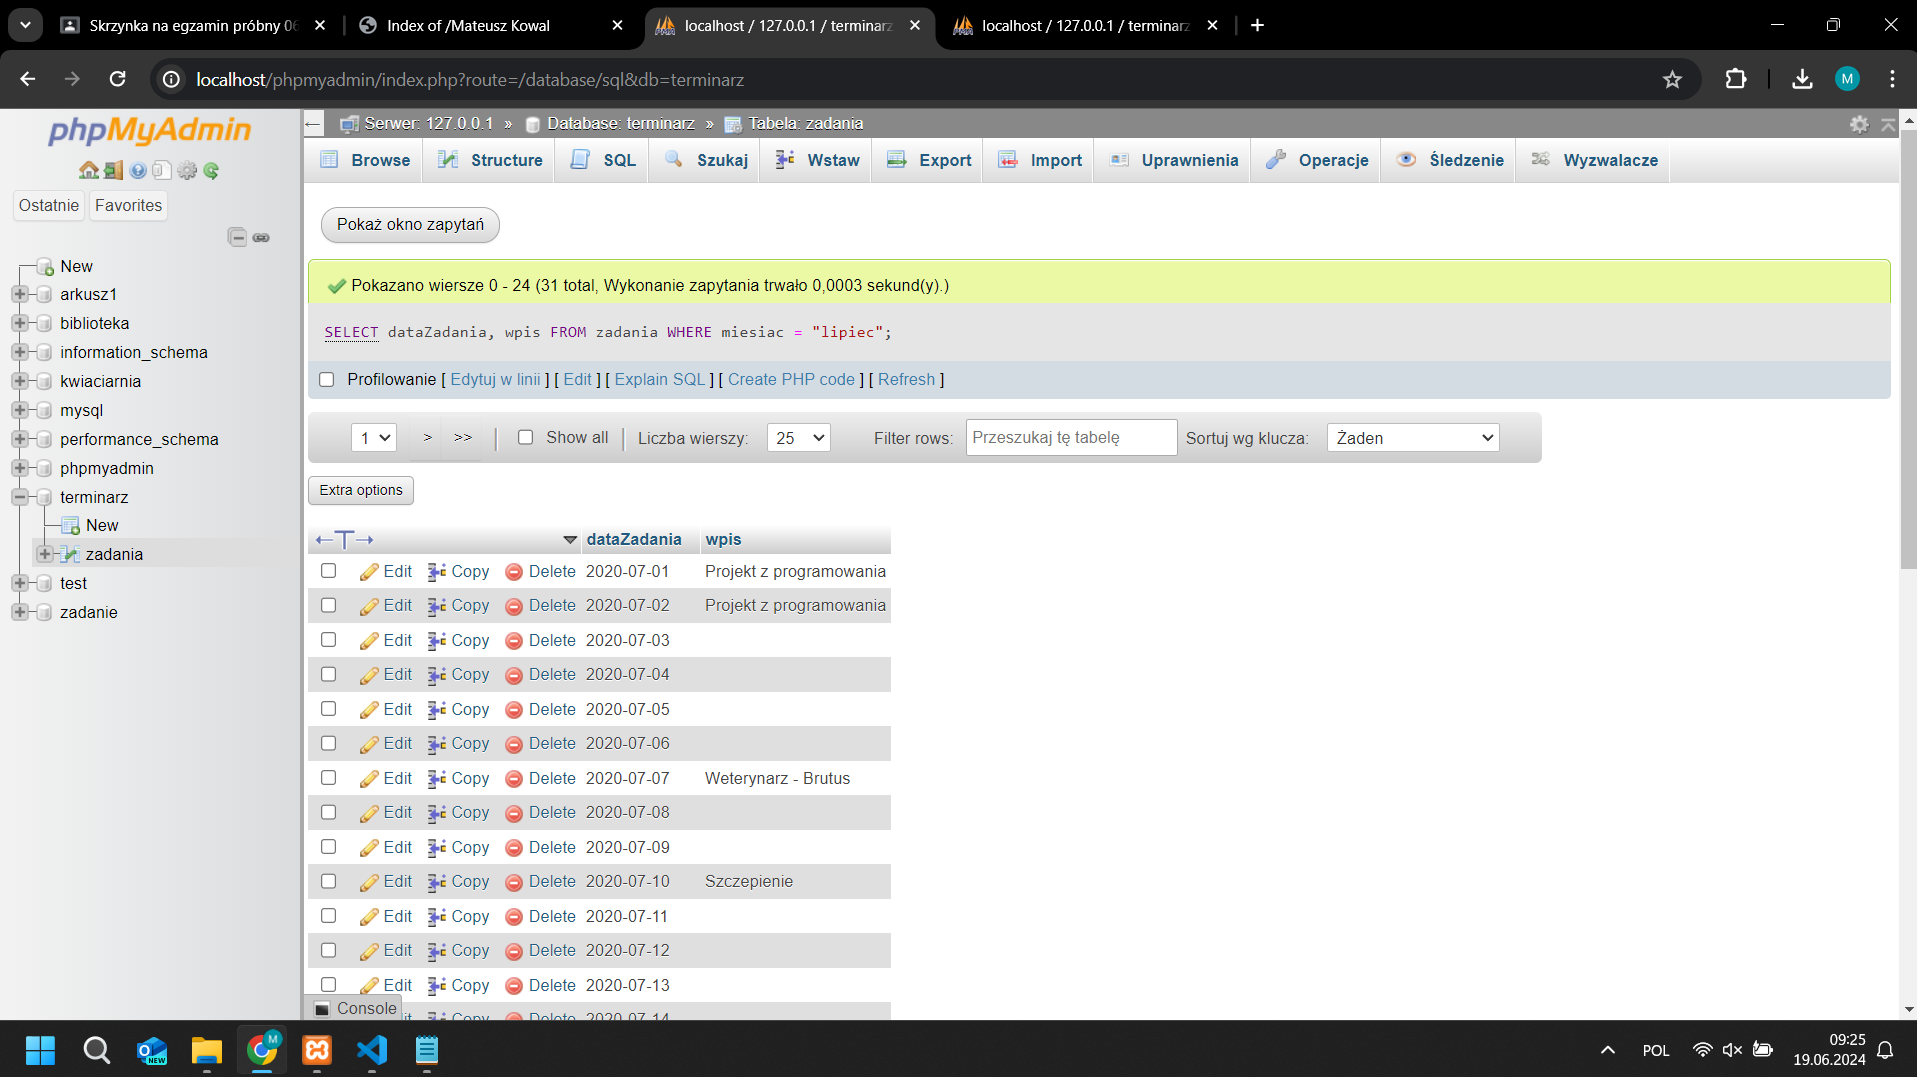 Skrzynka na egzamin próbny 06
Index of /Mateusz Kowal
localhost / 127.0.0.1 / terminarz
localhost / 127.0.0.1 / terminarz
localhost/phpmyadmin/index.php?route=/database/sql&db=terminarz
M
phpMyAdmin
Ostatnie Favorites
New
arkusz1
biblioteka
information_schema
kwiaciarnia
mysql
performance_schema
phpmyadmin
terminarz
New
zadania
test
zadanie
Serwer: 127.0.0.1 » Database: terminarz » Tabela: zadania
Browse Structure SQL Szukaj Wstaw Export Import Uprawnienia Operacje Śledzenie Wyzwalacze
Pokaż okno zapytań
Pokazano wiersze 0 - 24 (31 total, Wykonanie zapytania trwało 0,0003 sekund(y).)
SELECT dataZadania, wpis FROM zadania WHERE miesiac = "lipiec";
Profilowanie [ Edytuj w linii ] [ Edit ] [ Explain SQL ] [ Create PHP code ] [ Refresh ]
1 > >> Show all Liczba wierszy: 25 Filter rows: Przeszukaj tę tabelę Sortuj wg klucza: Żaden
Extra options
←T→ dataZadania wpis
Edit Copy Delete 2020-07-01 Projekt z programowania
Edit Copy Delete 2020-07-02 Projekt z programowania
Edit Copy Delete 2020-07-03
Edit Copy Delete 2020-07-04
Edit Copy Delete 2020-07-05
Edit Copy Delete 2020-07-06
Edit Copy Delete 2020-07-07 Weterynarz - Brutus
Edit Copy Delete 2020-07-08
Edit Copy Delete 2020-07-09
Edit Copy Delete 2020-07-10 Szczepienie
Edit Copy Delete 2020-07-11
Edit Copy Delete 2020-07-12
Edit Copy Delete 2020-07-13
Copy Delete 2020-07-14
Console
NEW
M
POL
09:25
19.06.2024